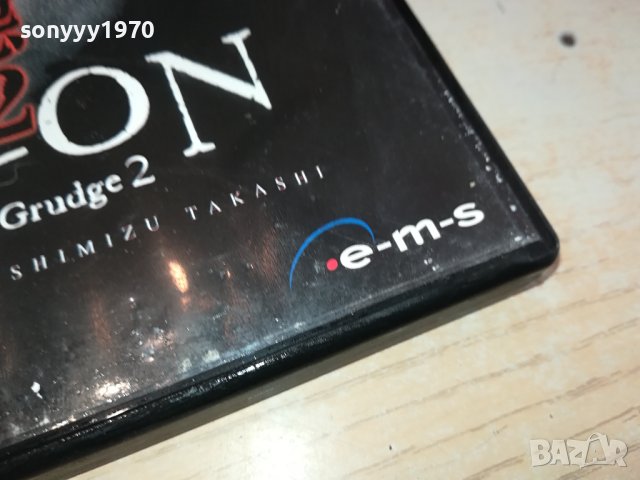 sonyyy1970
-ON
Grudge 2
SHIMIZU TAKASHI
e-m-s
BAZAR